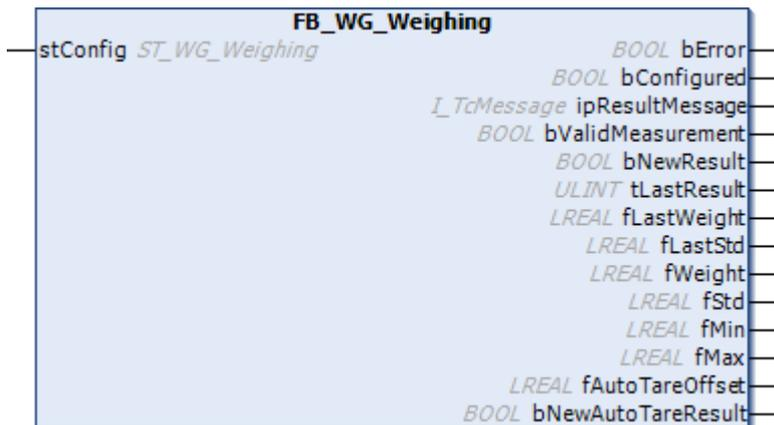 FB_WG_Weighing
stConfig ST_WG_Weighing BOOL bError
BOOL bConfigured
I_TcMessage ipResultMessage
BOOL bValidMeasurement
BOOL bNewResult
ULINT tLastResult
LREAL fLastWeight
LREAL fLastStd
LREAL fWeight
LREAL fStd
LREAL fMin
LREAL fMax
LREAL fAutoTareOffset
BOOL bNewAutoTareResult